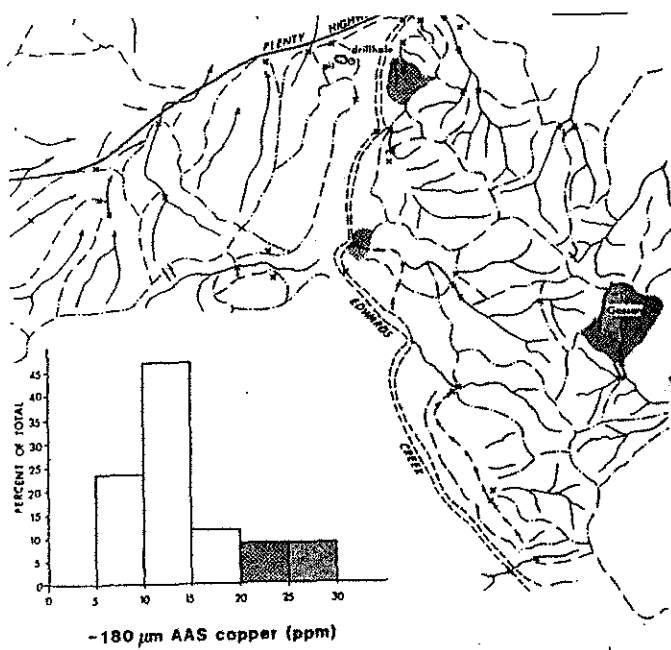 PLENTY HIGHWAY
drillhole
EDWARDS
CREEK
PERCENT OF TOTAL
45
40
35
30
25
20
15
10
5
0
0 5 10 15 20 25 30
-180 μm AAS copper (ppm)